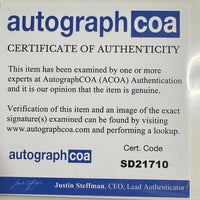 autographcoa
CERTIFICATE OF AUTHENTICITY
This item has been examined by one or more
experts at AutographCOA (ACOA) Authentication
and it is our opinion that the item is genuine.
Verification of this item and an image of the exact
signature(s) examined can be found by visiting
www.autographcoa.com and performing a lookup.
autographcoa
Cert. Code
SD21710
Justin Steffman, CEO, Lead Authenticator